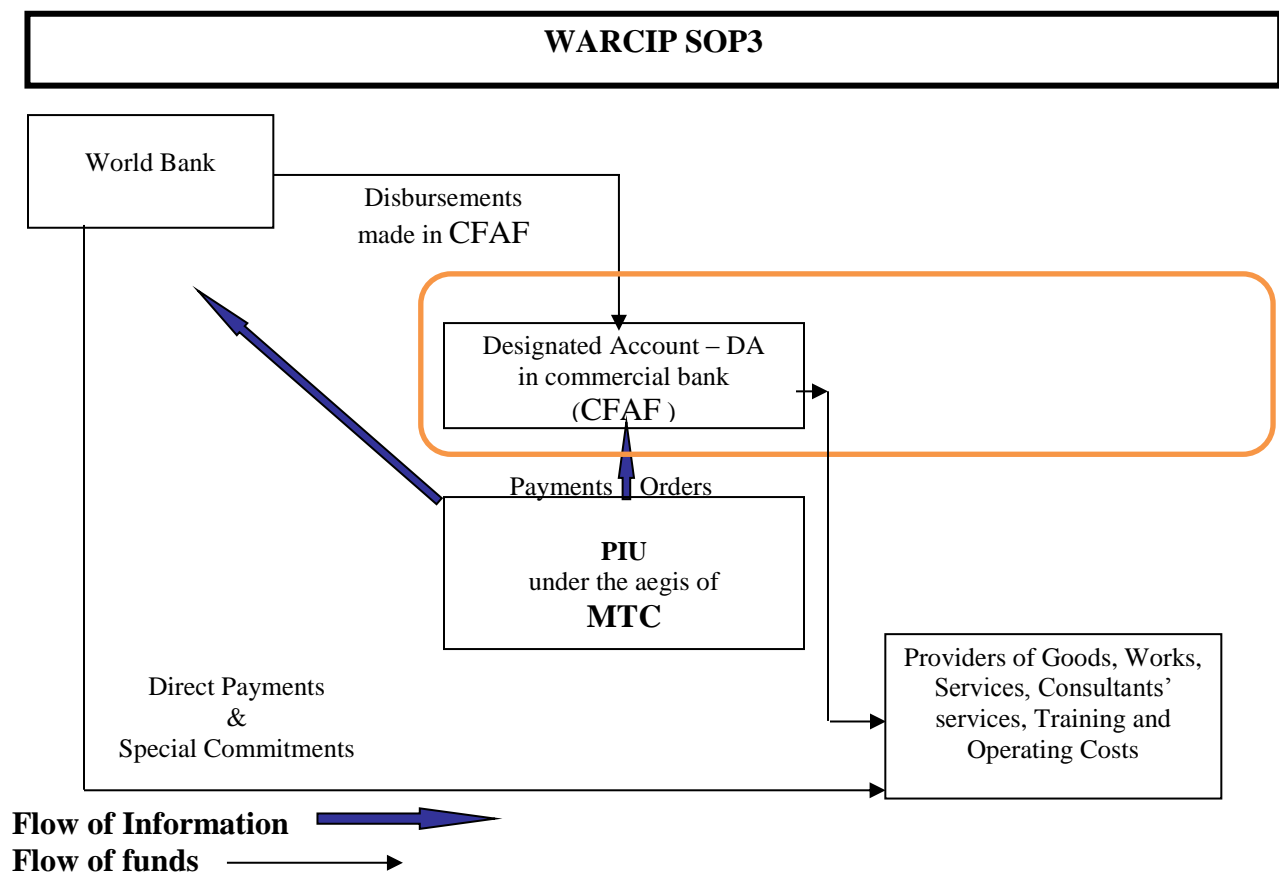 WARCIP SOP3
World Bank
Disbursements
made in CFAF
Designated Account – DA
in commercial bank
(CFAF )
Payments Orders
PIU
under the aegis of
MTC
Providers of Goods, Works,
Services, Consultants’
services, Training and
Operating Costs
Direct Payments
&
Special Commitments
Flow of Information
Flow of funds